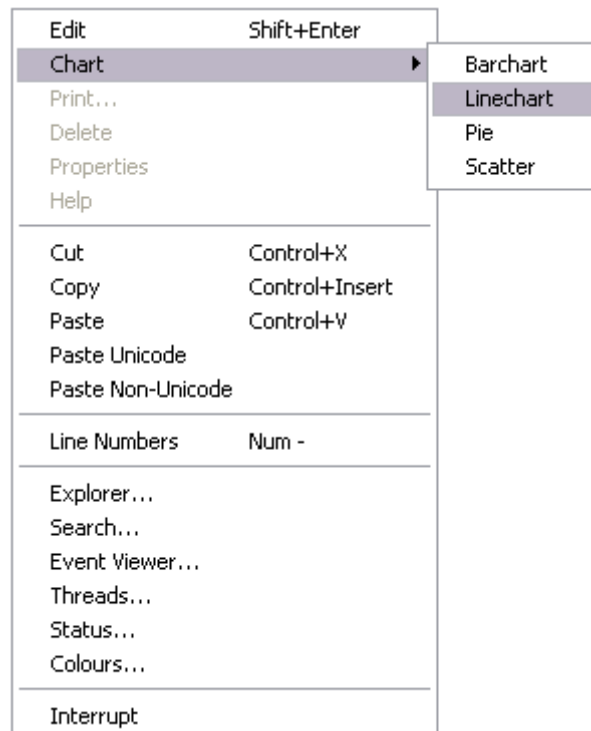 Edit Shift+Enter
Chart
Print...
Delete
Properties
Help
Cut Control+X
Copy Control+Insert
Paste Control+V
Paste Unicode
Paste Non-Unicode
Line Numbers Num -
Explorer...
Search...
Event Viewer...
Threads...
Status...
Colours...
Interrupt
Barchart
Linechart
Pie
Scatter